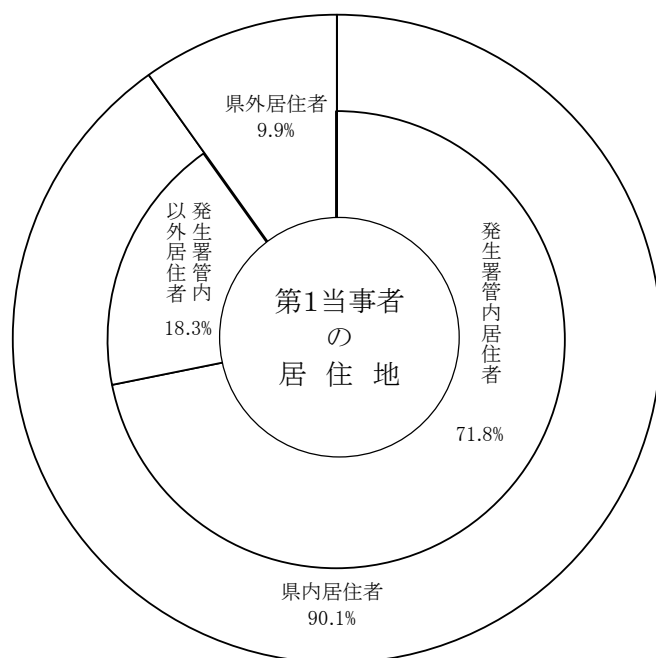 県外居住者
9.9%
発生署管内
以外居住者
18.3%
第1当事者
の
居 住 地
発生署管内居住者
71.8%
県内居住者
90.1%